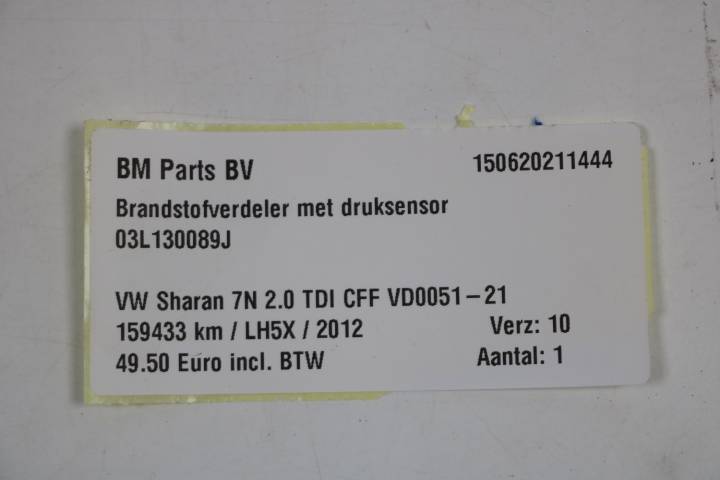 BM Parts BV 150620211444
Brandstofverdeler met druksensor
03L130089J
VW Sharan 7N 2.0 TDI CFF VD0051-21
159433 km / LH5X / 2012 Verz: 10
49.50 Euro incl. BTW Aantal: 1